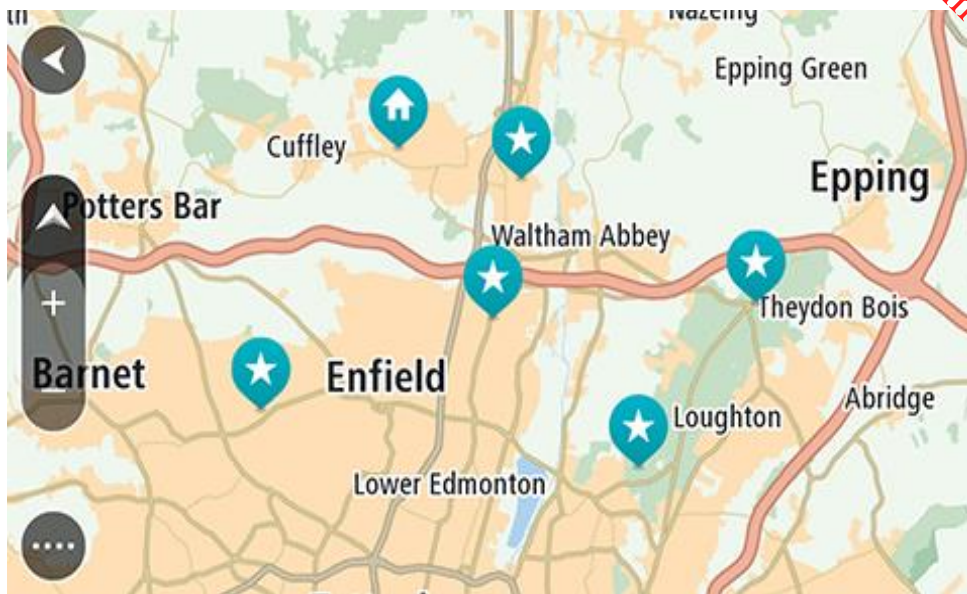 Nazeing
Epping Green
Cuffley
Epping
Potters Bar
Waltham Abbey
Theydon Bois
Barnet
Enfield
Abridge
Loughton
Lower Edmonton